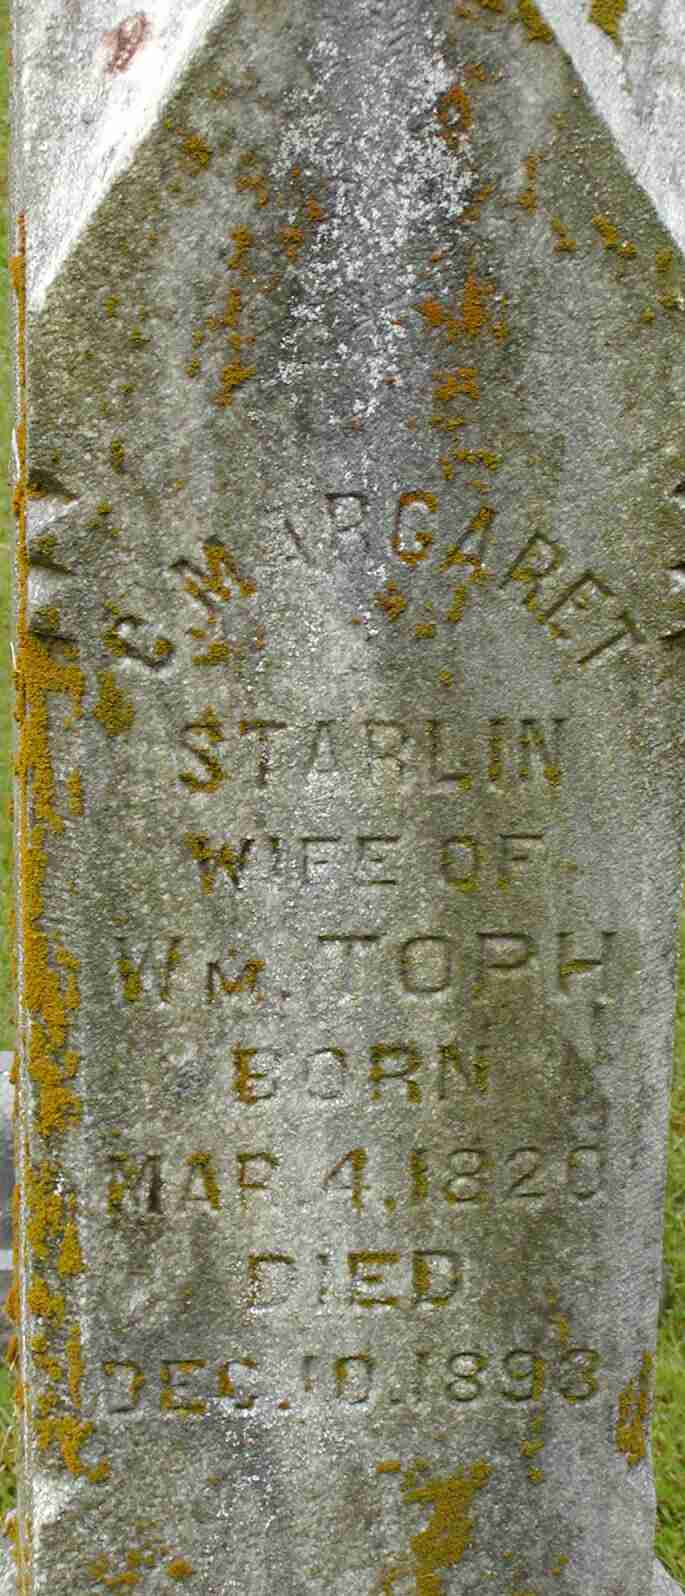 C MARGARET
STARLIN
WIFE OF
WM. TOPH
BORN
MAR. 4, 1820
DIED
DEC. 10, 1893